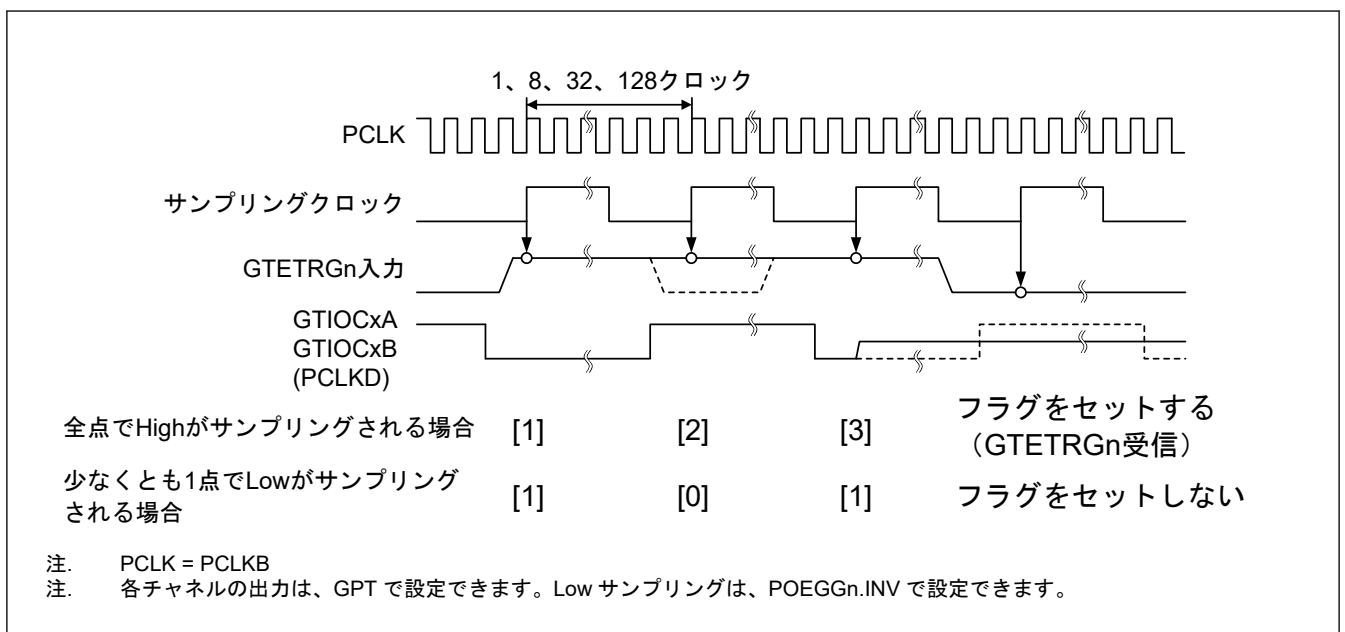 1、8、32、128クロック
PCLK
サンプリングクロック
GTETRGn入力
GTIOCxA
GTIOCxB
(PCLKD)
全点でHighがサンプリングされる場合 [1] [2] [3] フラグをセットする
（GTETRGn受信）
少なくとも1点でLowがサンプリング
される場合 [1] [0] [1] フラグをセットしない
注. PCLK = PCLKB
注. 各チャネルの出力は、GPT で設定できます。Low サンプリングは、POEGGn.INV で設定できます。